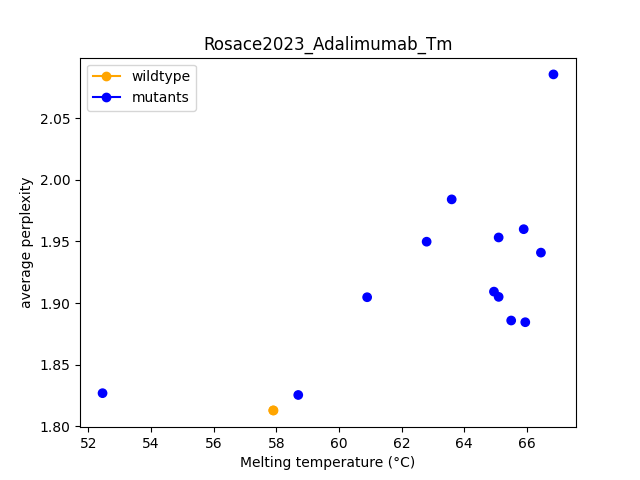 Rosace2023_Adalimumab_Tm
wildtype
mutants
average perplexity
2.05
2.00
1.95
1.90
1.85
1.80
52 54 56 58 60 62 64 66
Melting temperature (°C)